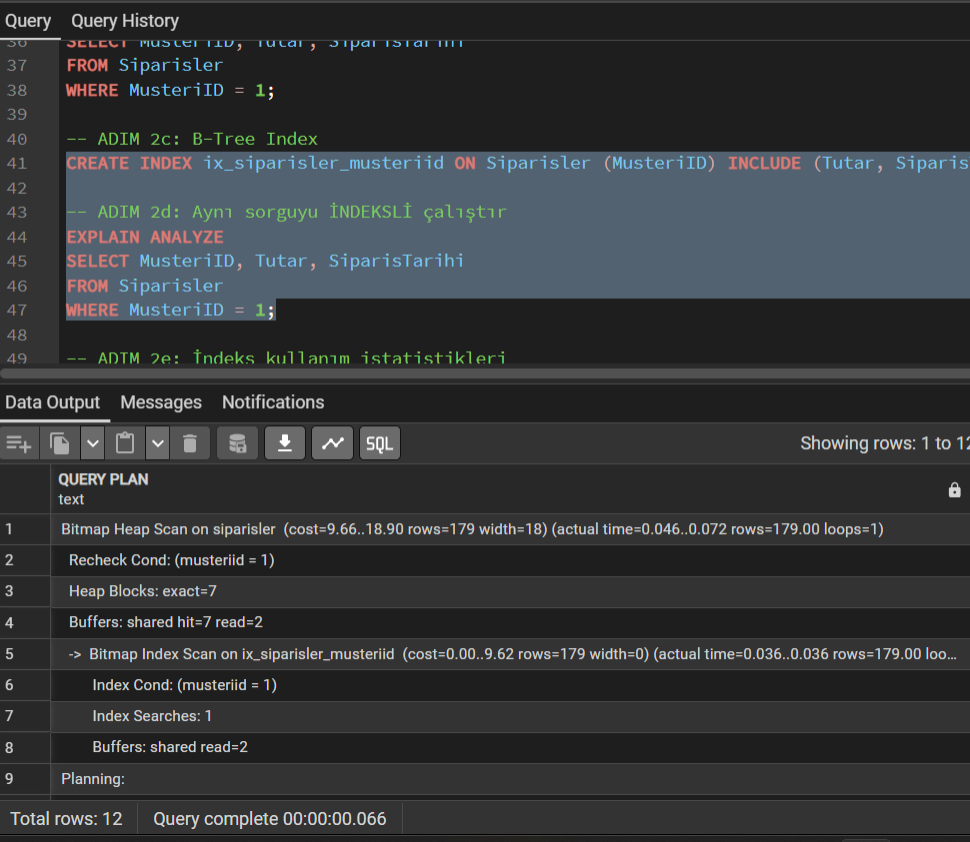 Query Query History
36 SELECT MusteriID, Tutar, SiparisTarihi
37 FROM Siparisler
38 WHERE MusteriID = 1;
39
40 -- ADIM 2c: B-Tree Index
41 CREATE INDEX ix_siparisler_musteriid ON Siparisler (MusteriID) INCLUDE (Tutar, Siparis
42
43 -- ADIM 2d: Aynı sorguyu İNDEKSLİ çalıştır
44 EXPLAIN ANALYZE
45 SELECT MusteriID, Tutar, SiparisTarihi
46 FROM Siparisler
47 WHERE MusteriID = 1;
48
49 -- ADIM 2e: İndeks kullanım istatistikleri
Data Output Messages Notifications
SQL Showing rows: 1 to 12
QUERY PLAN
text
1 Bitmap Heap Scan on siparisler (cost=9.66..18.90 rows=179 width=18) (actual time=0.046..0.072 rows=179.00 loops=1)
2 Recheck Cond: (musteriid = 1)
3 Heap Blocks: exact=7
4 Buffers: shared hit=7 read=2
5 -> Bitmap Index Scan on ix_siparisler_musteriid (cost=0.00..9.62 rows=179 width=0) (actual time=0.036..0.036 rows=179.00 loo...
6 Index Cond: (musteriid = 1)
7 Index Searches: 1
8 Buffers: shared read=2
9 Planning:
Total rows: 12 Query complete 00:00:00.066